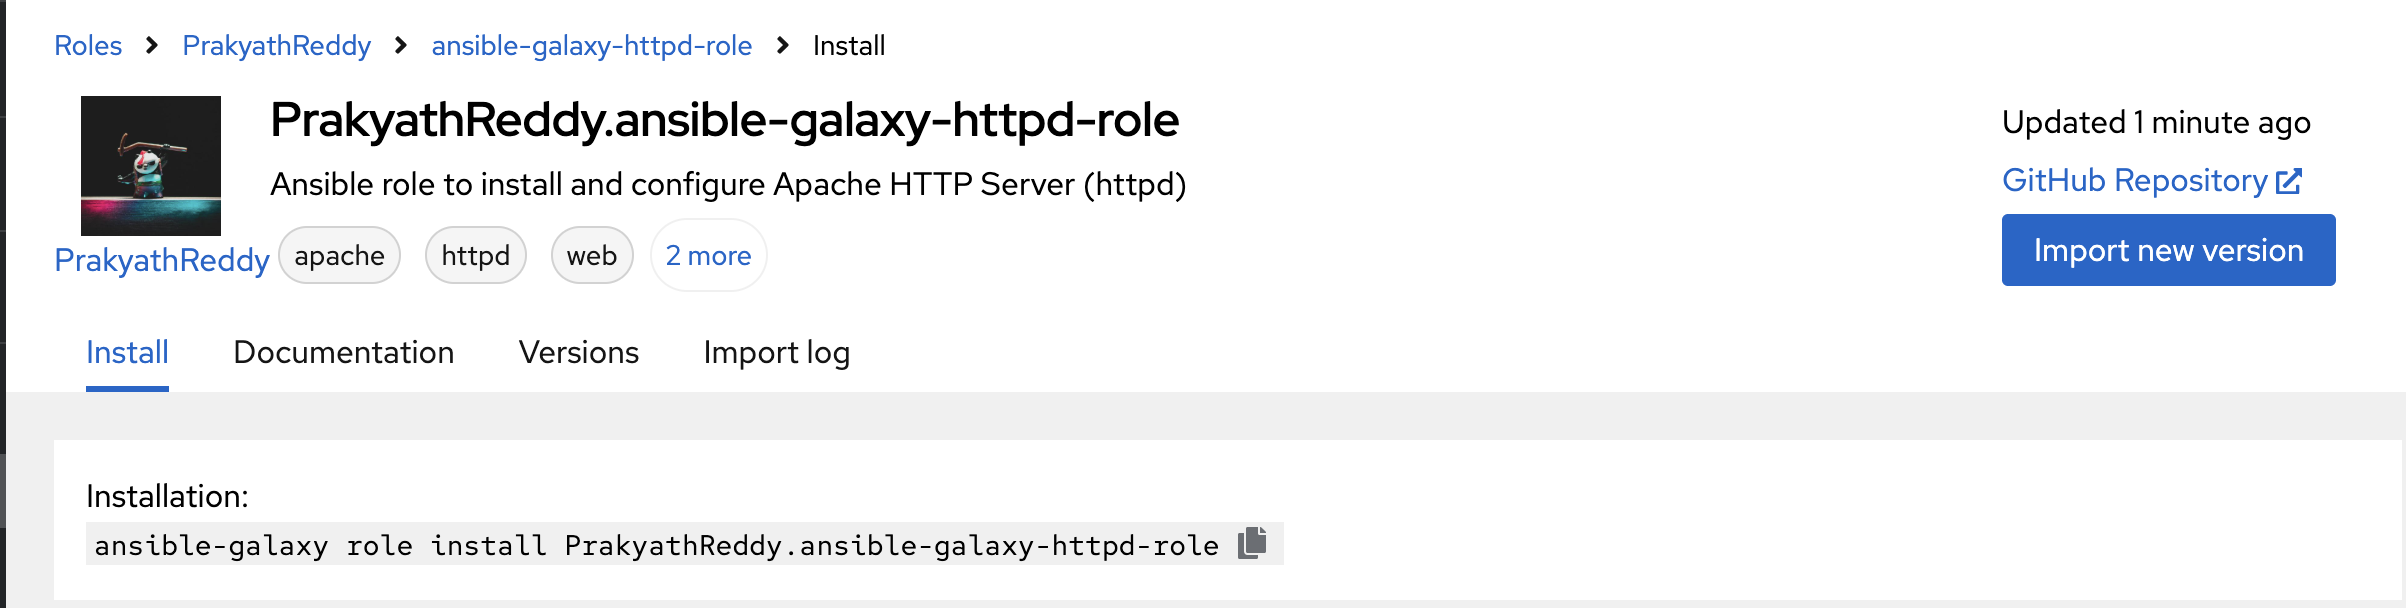 Roles > PrakyathReddy > ansible-galaxy-httpd-role > Install
PrakyathReddy.ansible-galaxy-httpd-role
Ansible role to install and configure Apache HTTP Server (httpd)
PrakyathReddy
apache httpd web 2 more
Updated 1 minute ago
GitHub Repository
Import new version
Install Documentation Versions Import log
Installation:
ansible-galaxy role install PrakyathReddy.ansible-galaxy-httpd-role